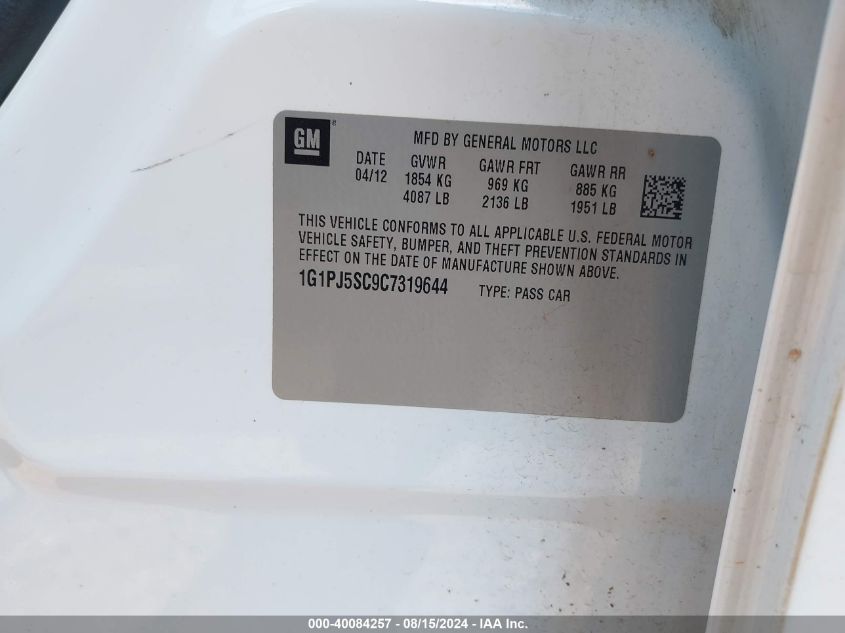 GM ®
MFD BY GENERAL MOTORS LLC
DATE GVWR GAWR FRT GAWR RR
04/12 1854 KG 969 KG 885 KG
4087 LB 2136 LB 1951 LB
THIS VEHICLE CONFORMS TO ALL APPLICABLE U.S. FEDERAL MOTOR
VEHICLE SAFETY, BUMPER, AND THEFT PREVENTION STANDARDS IN
EFFECT ON THE DATE OF MANUFACTURE SHOWN ABOVE.
1G1PJ5SC9C7319644 TYPE: PASS CAR
000-40084257 - 08/15/2024 - IAA Inc.